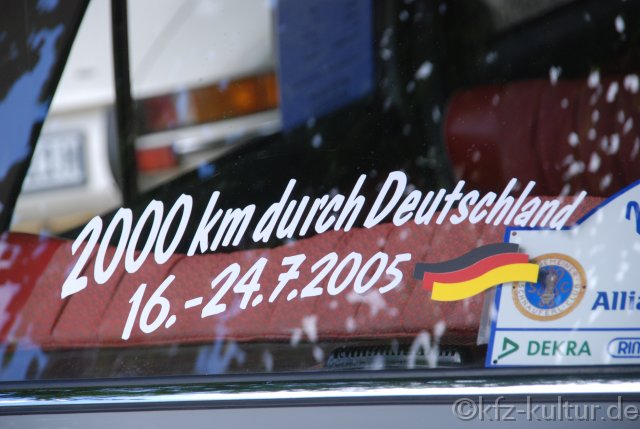 2000 km durch Deutschland
16.-24.7.2005
Alli
DEKRA
©kfz-kultur.de